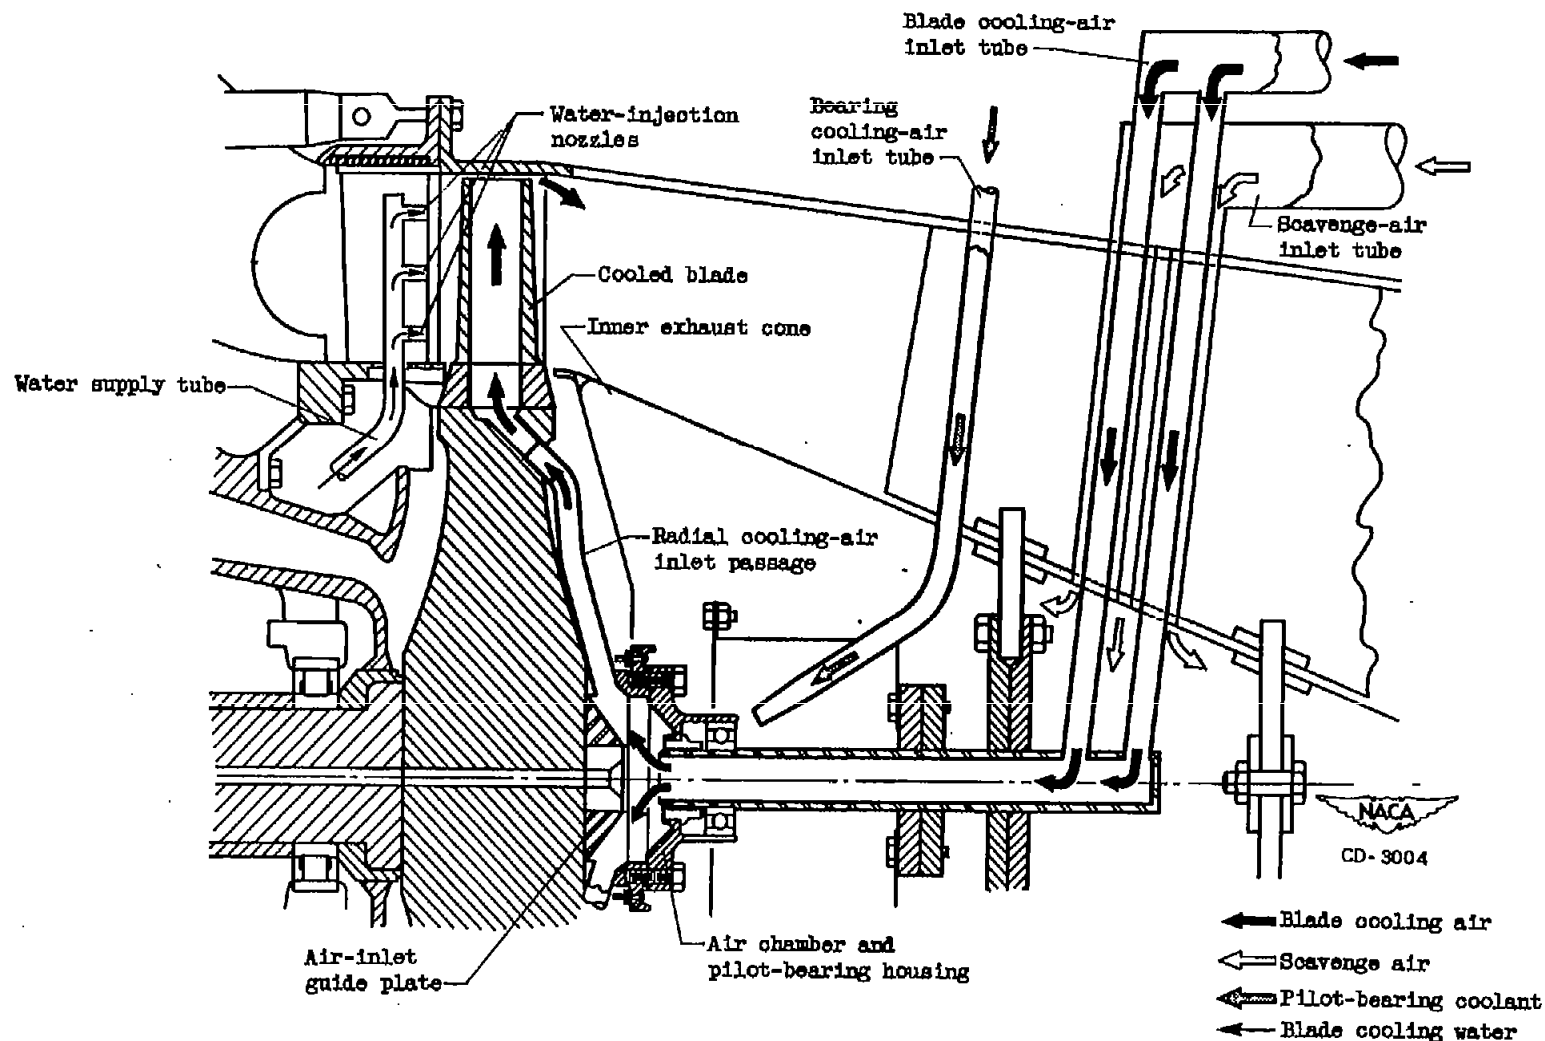 Blade cooling-air
inlet tube
Bearing
cooling-air
inlet tube
Water-injection
nozzles
Scavenge-air
inlet tube
Cooled blade
Inner exhaust cone
Water supply tube
Radial cooling-air
inlet passage
NACA
CD-3004
Air-inlet
guide plate
Air chamber and
pilot-bearing housing
Blade cooling air
Scavenge air
Pilot-bearing coolant
Blade cooling water